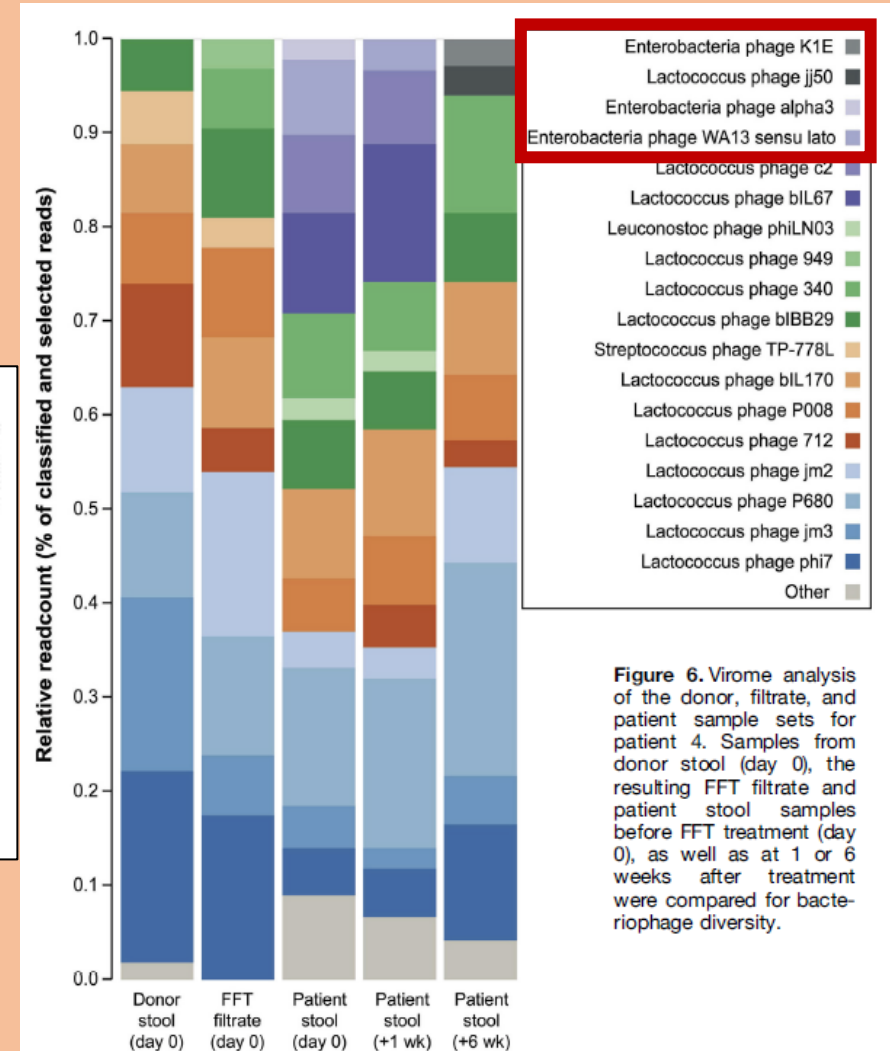 Relative readcount (% of classified and selected reads)
1.0
0.9
0.8
0.7
0.6
0.5
0.4
0.3
0.2
0.1
0.0
Donor stool (day 0)
FFT filtrate (day 0)
Patient stool (day 0)
Patient stool (+1 wk)
Patient stool (+6 wk)
Enterobacteria phage K1E
Lactococcus phage jj50
Enterobacteria phage alpha3
Enterobacteria phage WA13 sensu lato
Lactococcus phage c2
Lactococcus phage bIL67
Leuconostoc phage phiLN03
Lactococcus phage 949
Lactococcus phage 340
Lactococcus phage bIBB29
Streptococcus phage TP-778L
Lactococcus phage bIL170
Lactococcus phage P008
Lactococcus phage 712
Lactococcus phage jm2
Lactococcus phage P680
Lactococcus phage jm3
Lactococcus phage phi7
Other
Figure 6. Virome analysis
of the donor, filtrate, and
patient sample sets for
patient 4. Samples from
donor stool (day 0), the
resulting FFT filtrate and
patient stool samples
before FFT treatment (day
0), as well as at 1 or 6
weeks after treatment
were compared for bacte-
riophage diversity.